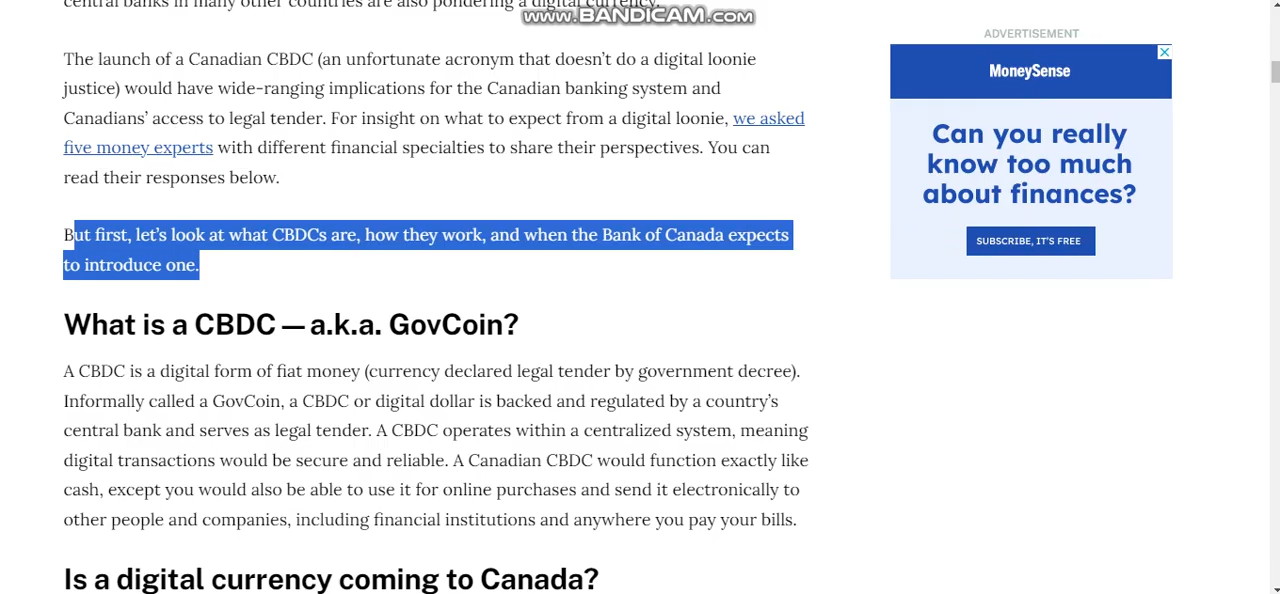 central banks in many other countries are also pondering a digital currency.
www.BANDICAM.com
The launch of a Canadian CBDC (an unfortunate acronym that doesn’t do a digital loonie
justice) would have wide-ranging implications for the Canadian banking system and
Canadians’ access to legal tender. For insight on what to expect from a digital loonie, we asked
five money experts with different financial specialties to share their perspectives. You can
read their responses below.
But first, let’s look at what CBDCs are, how they work, and when the Bank of Canada expects
to introduce one.
What is a CBDC—a.k.a. GovCoin?
A CBDC is a digital form of fiat money (currency declared legal tender by government decree).
Informally called a GovCoin, a CBDC or digital dollar is backed and regulated by a country’s
central bank and serves as legal tender. A CBDC operates within a centralized system, meaning
digital transactions would be secure and reliable. A Canadian CBDC would function exactly like
cash, except you would also be able to use it for online purchases and send it electronically to
other people and companies, including financial institutions and anywhere you pay your bills.
Is a digital currency coming to Canada?
ADVERTISEMENT
MoneySense
Can you really
know too much
about finances?
SUBSCRIBE, IT'S FREE